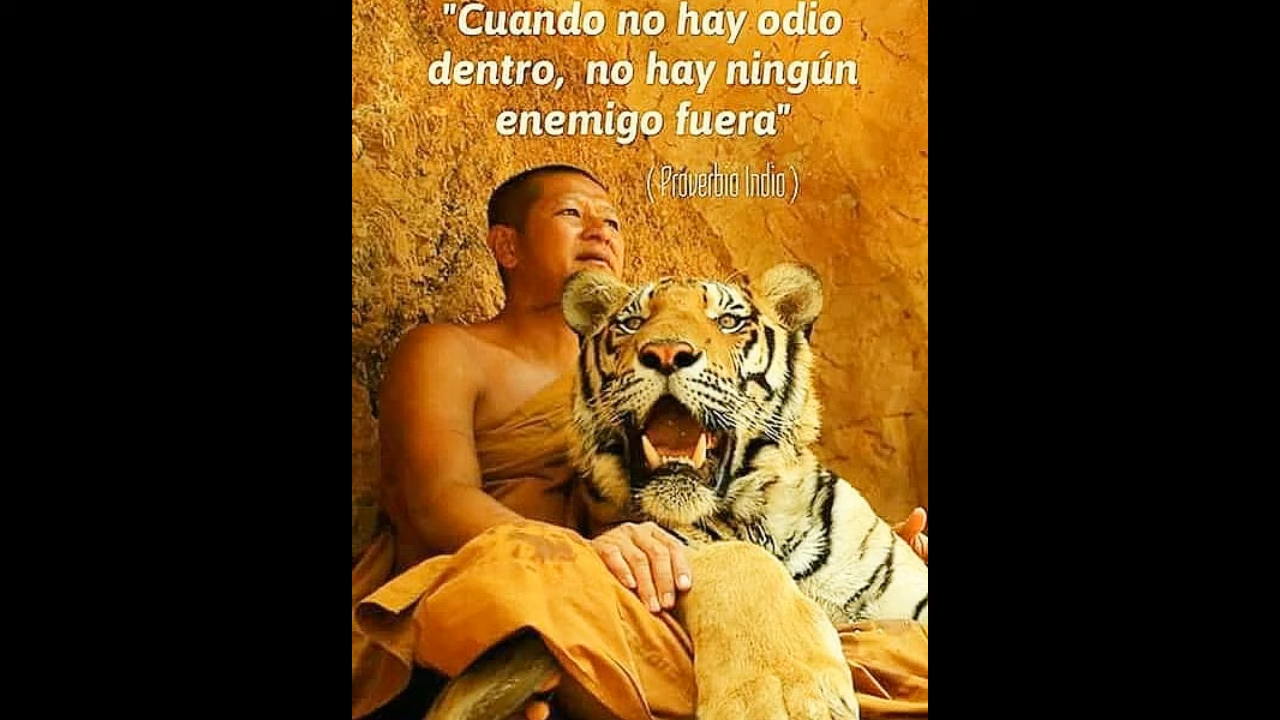 "Cuando no hay odio
dentro, no hay ningún
enemigo fuera"
( Proverbio Indio )